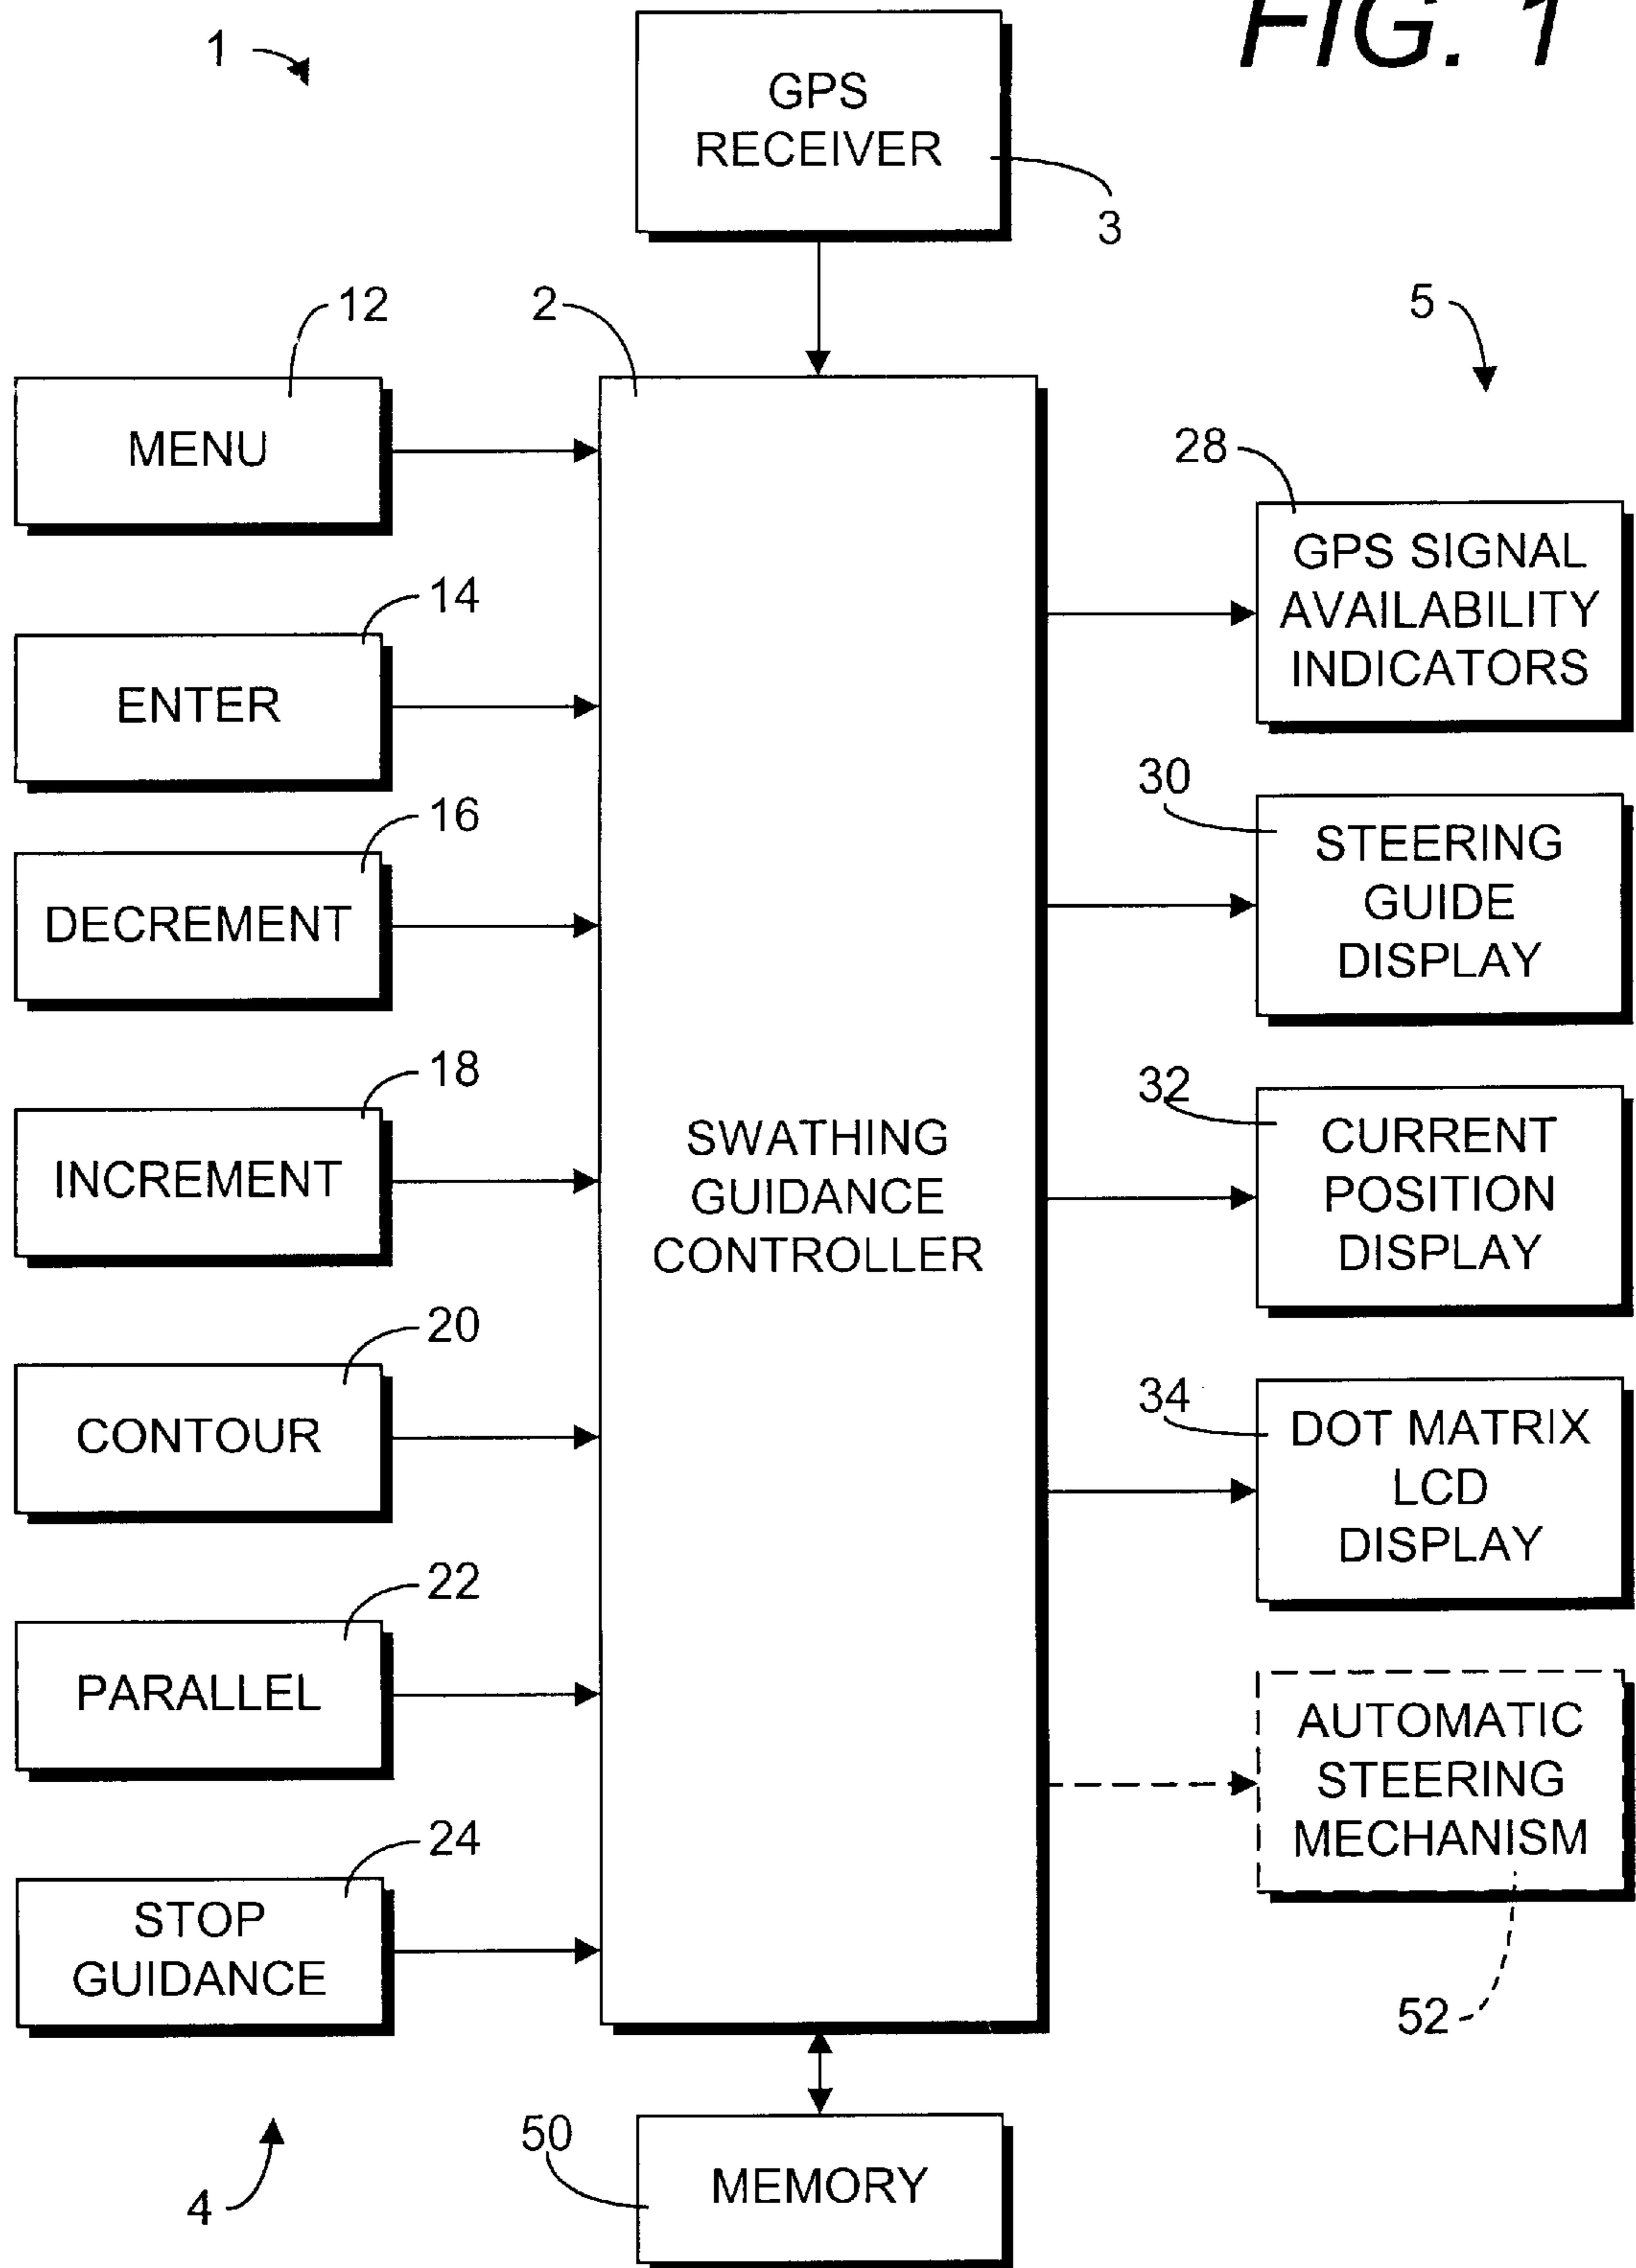 FIG. 1
1
GPS
RECEIVER
3
12
2
5
MENU
28
GPS SIGNAL
AVAILABILITY
INDICATORS
14
ENTER
30
STEERING
GUIDE
DISPLAY
16
DECREMENT
18
INCREMENT
SWATHING
GUIDANCE
CONTROLLER
32
CURRENT
POSITION
DISPLAY
20
CONTOUR
34
DOT MATRIX
LCD
DISPLAY
22
PARALLEL
AUTOMATIC
STEERING
MECHANISM
24
STOP
GUIDANCE
52
4
50
MEMORY